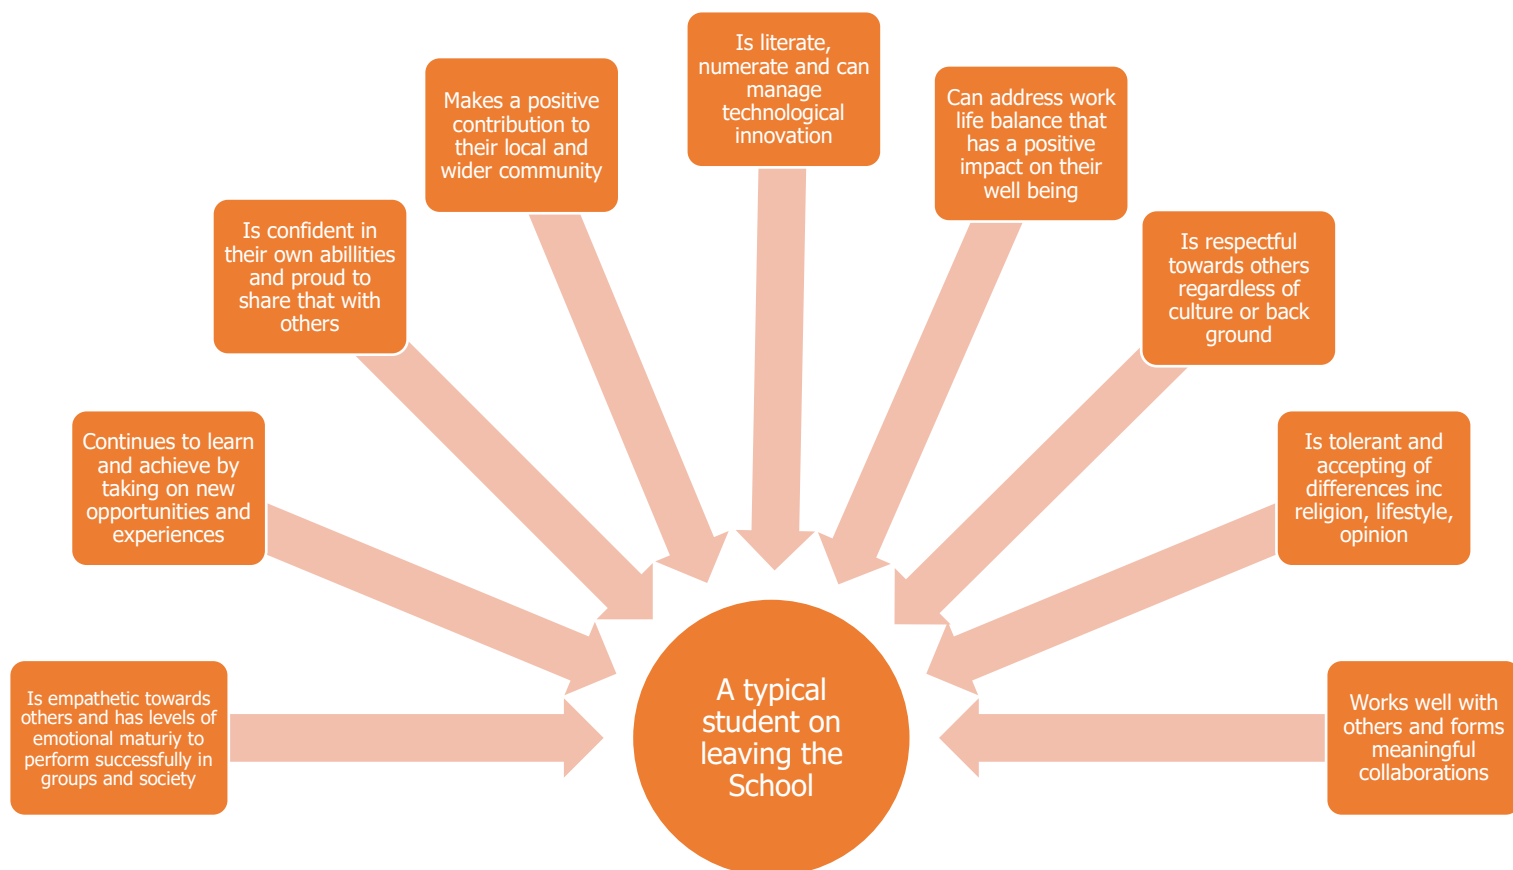 Is literate,
numerate and can
manage
technological
innovation
Makes a positive
contribution to
their local and
wider community
Can address work
life balance that
has a positive
impact on their
well being
Is confident in
their own abillities
and proud to
share that with
others
Is respectful
towards others
regardless of
culture or back
ground
Continues to learn
and achieve by
taking on new
opportunities and
experiences
Is tolerant and
accepting of
differences inc
religion, lifestyle,
opinion
Is empathetic towards
others and has levels of
emotional maturiy to
perform successfully in
groups and society
A typical
student on
leaving the
School
Works well with
others and forms
meaningful
collaborations